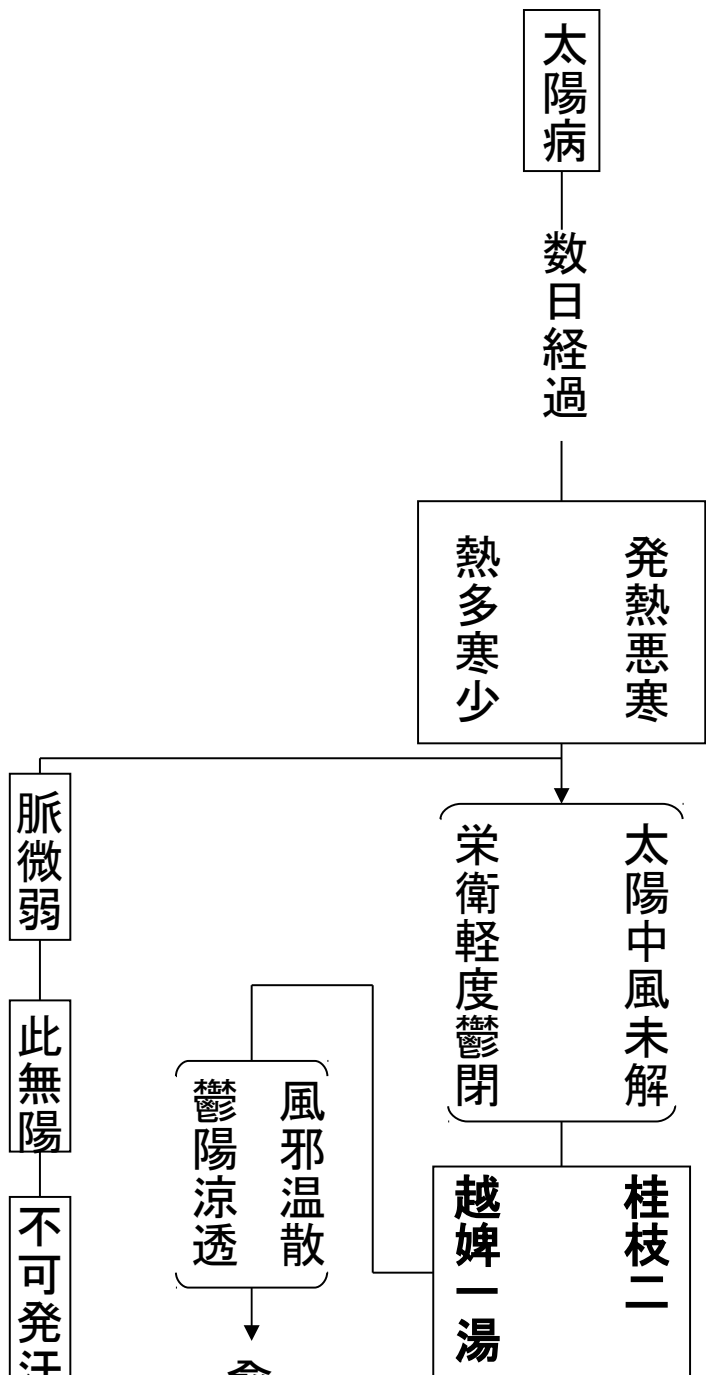 太陽病
数日経過
発熱悪寒
熱多寒少
太陽中風未解
栄衛軽度鬱閉
桂枝二
越婢一湯
風邪温散
鬱陽涼透
脈微弱
此無陽
不可発汗